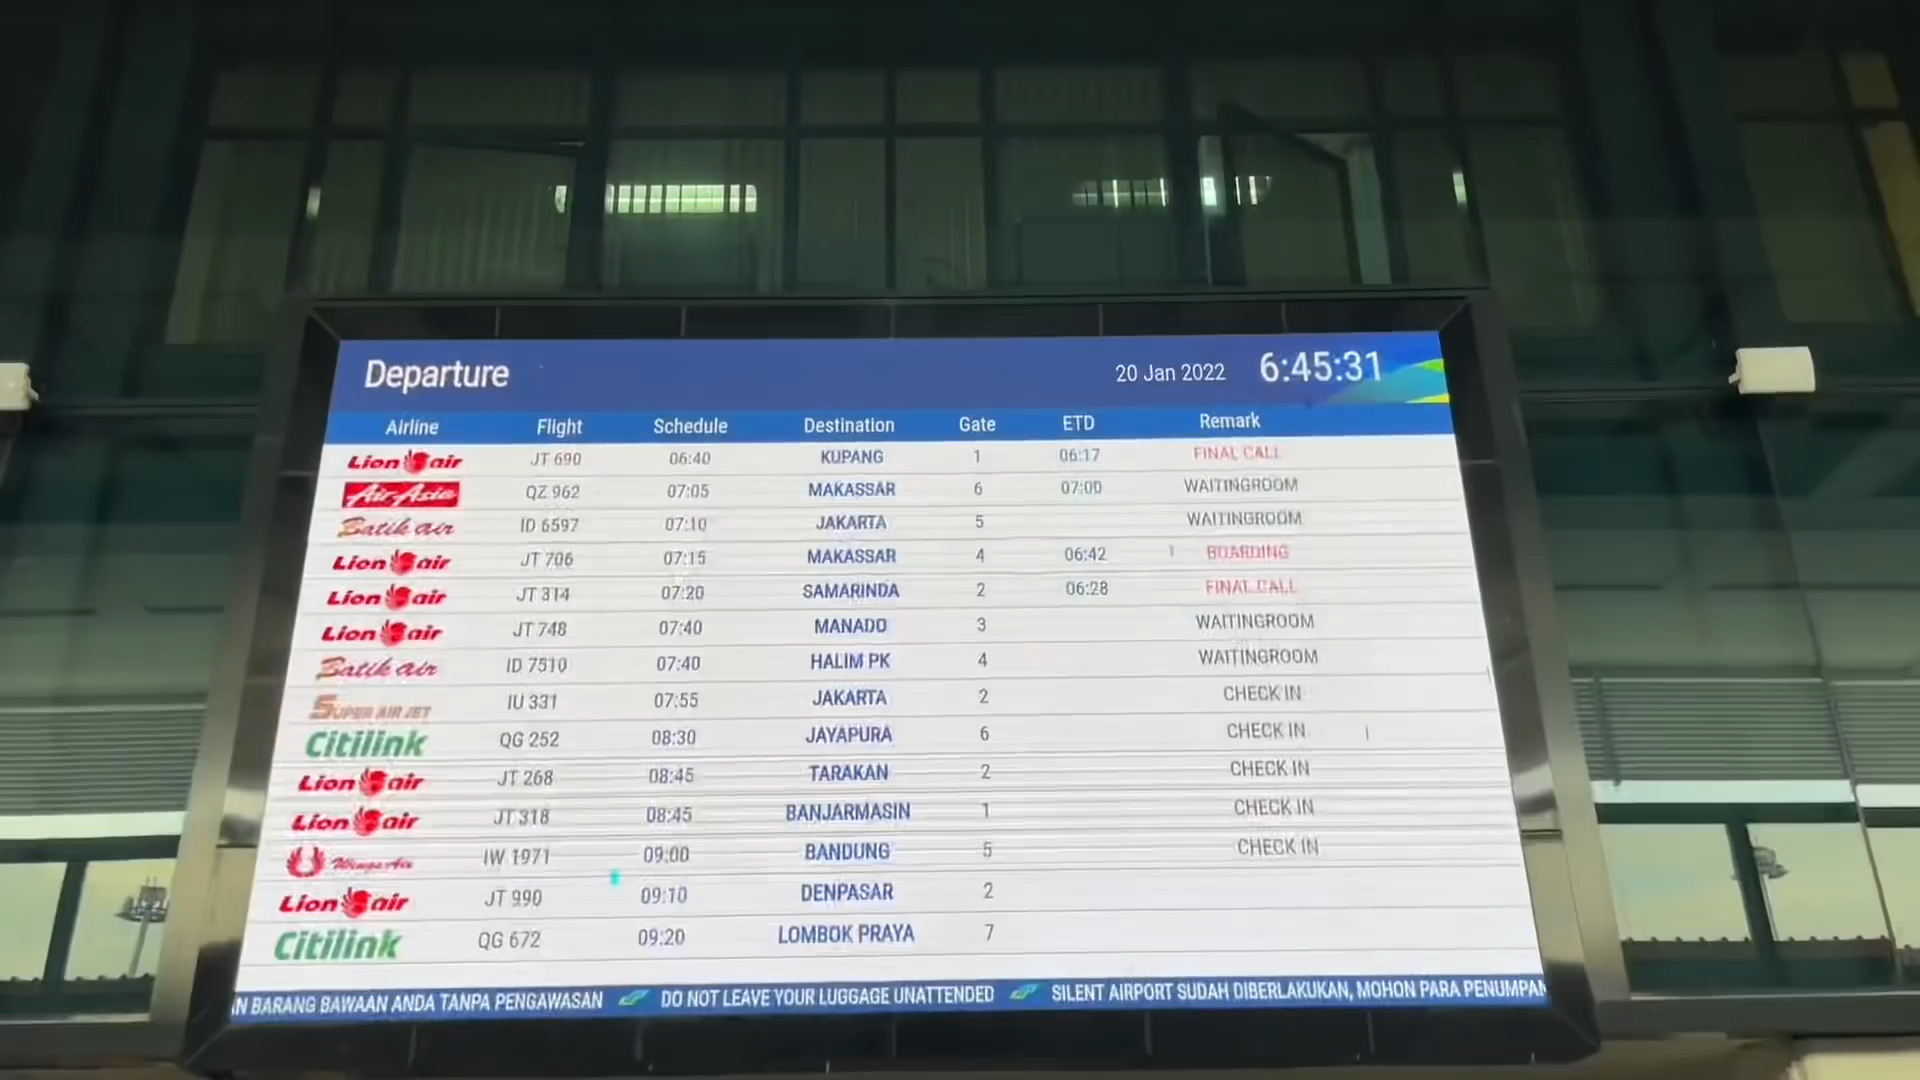 Departure 20 Jan 2022 6:45:31
Airline Flight Schedule Destination Gate ETD Remark
Lion air JT 690 06:40 KUPANG 1 06:17 FINAL CALL
AirAsia QZ 962 07:05 MAKASSAR 6 07:00 WAITINGROOM
Batik air ID 6597 07:10 JAKARTA 5 WAITINGROOM
Lion air JT 706 07:15 MAKASSAR 4 06:42 BOARDING
Lion air JT 314 07:20 SAMARINDA 2 06:28 FINAL CALL
Lion air JT 748 07:40 MANADO 3 WAITINGROOM
Batik air ID 7510 07:40 HALIM PK 4 WAITINGROOM
SUPER AIR JET IU 331 07:55 JAKARTA 2 CHECK IN
Citilink QG 252 08:30 JAYAPURA 6 CHECK IN
Lion air JT 268 08:45 TARAKAN 2 CHECK IN
Lion air JT 318 08:45 BANJARMASIN 1 CHECK IN
Wings Air IW 1971 09:00 BANDUNG 5 CHECK IN
Lion air JT 990 09:10 DENPASAR 2
Citilink QG 672 09:20 LOMBOK PRAYA 7
AN BARANG BAWAAN ANDA TANPA PENGAWASAN DO NOT LEAVE YOUR LUGGAGE UNATTENDED SILENT AIRPORT SUDAH DIBERLAKUKAN, MOHON PARA PENUMPAN